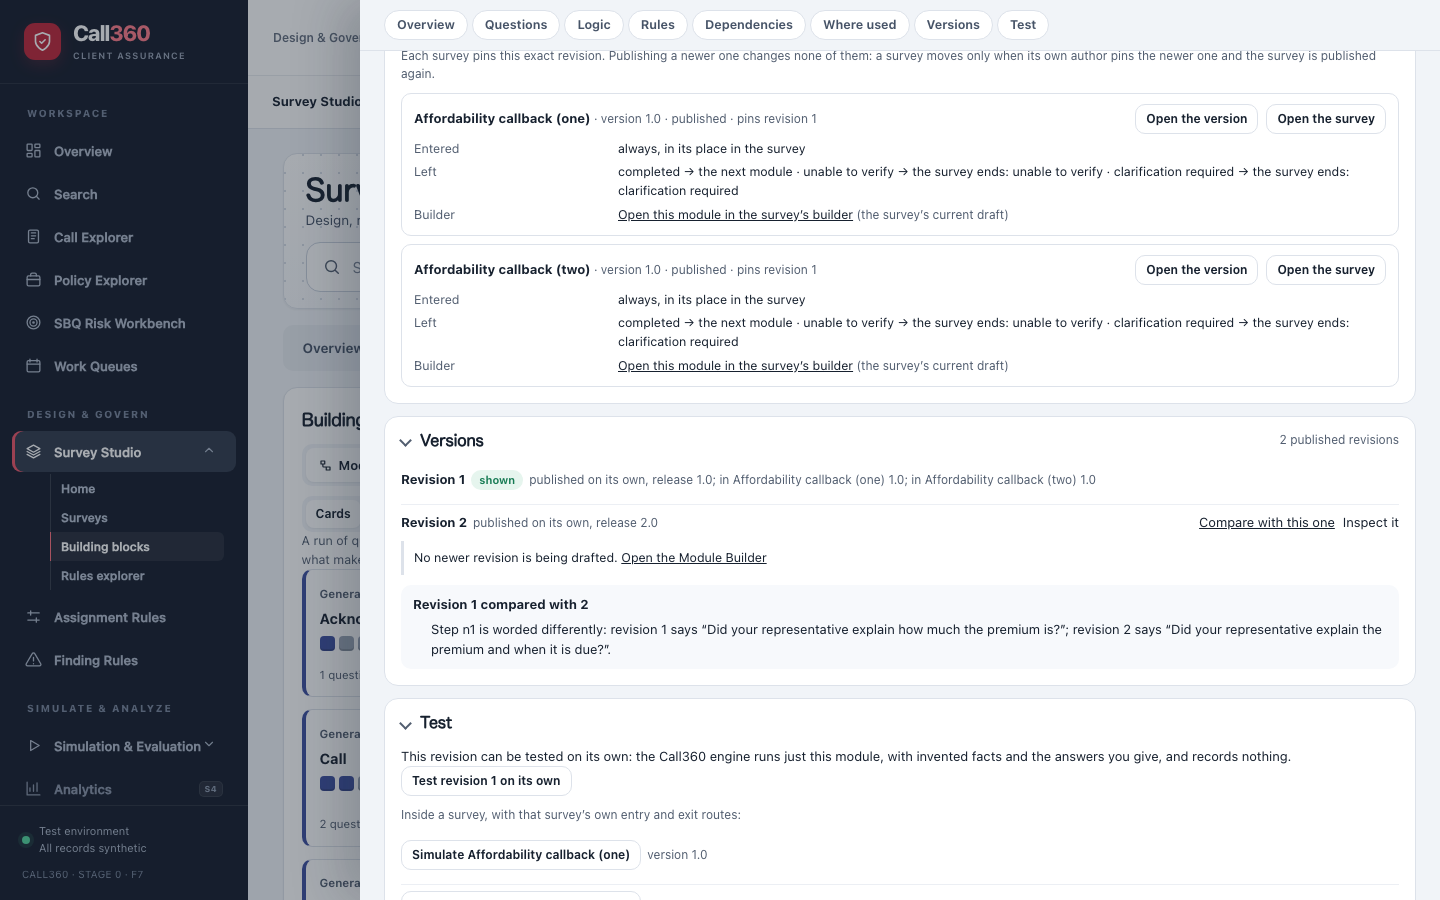 Call360
CLIENT ASSURANCE
WORKSPACE
Overview
Search
Call Explorer
Policy Explorer
SBQ Risk Workbench
Work Queues
DESIGN & GOVERN
Survey Studio
Home
Surveys
Building blocks
Rules explorer
Assignment Rules
Finding Rules
SIMULATE & ANALYZE
Simulation & Evaluation
Analytics S4
Test environment
All records synthetic
CALL360 · STAGE 0 · F7
Design & Gove
Survey Studio
Surv
Design, r
S
Overview
Building
Mo
Cards
A run of q
what make
Genera
Ackno
1 quest
Genera
Call
2 quest
Genera
Overview Questions Logic Rules Dependencies Where used Versions Test
Each survey pins this exact revision. Publishing a newer one changes none of them: a survey moves only when its own author pins the newer one and the survey is published
again.
Affordability callback (one) · version 1.0 · published · pins revision 1 Open the version Open the survey
Entered always, in its place in the survey
Left completed → the next module · unable to verify → the survey ends: unable to verify · clarification required → the survey ends:
clarification required
Builder Open this module in the survey's builder (the survey's current draft)
Affordability callback (two) · version 1.0 · published · pins revision 1 Open the version Open the survey
Entered always, in its place in the survey
Left completed → the next module · unable to verify → the survey ends: unable to verify · clarification required → the survey ends:
clarification required
Builder Open this module in the survey's builder (the survey's current draft)
Versions 2 published revisions
Revision 1 shown published on its own, release 1.0; in Affordability callback (one) 1.0; in Affordability callback (two) 1.0
Revision 2 published on its own, release 2.0 Compare with this one Inspect it
No newer revision is being drafted. Open the Module Builder
Revision 1 compared with 2
Step n1 is worded differently: revision 1 says “Did your representative explain how much the premium is?”; revision 2 says “Did your representative explain the
premium and when it is due?”.
Test
This revision can be tested on its own: the Call360 engine runs just this module, with invented facts and the answers you give, and records nothing.
Test revision 1 on its own
Inside a survey, with that survey's own entry and exit routes:
Simulate Affordability callback (one) version 1.0